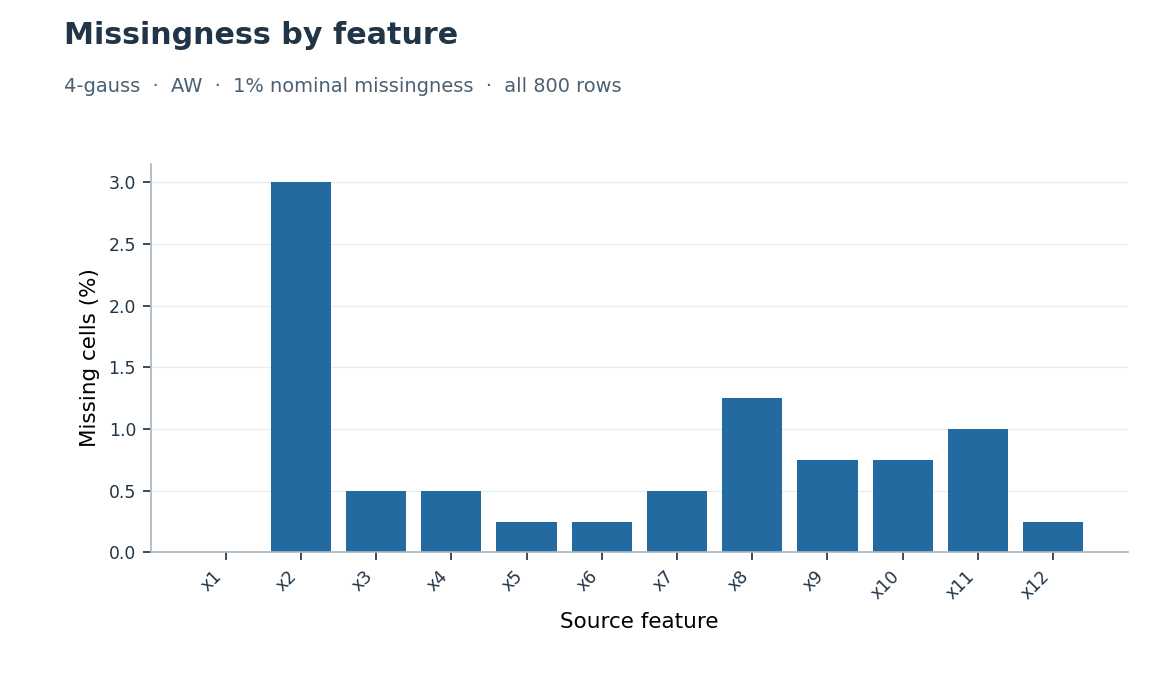 Missingness by feature
4-gauss · AW · 1% nominal missingness · all 800 rows
3.0
2.5
2.0
1.5
1.0
0.5
0.0
Missing cells (%)
x1 x2 x3 x4 x5 x6 x7 x8 x9 x10 x11 x12
Source feature